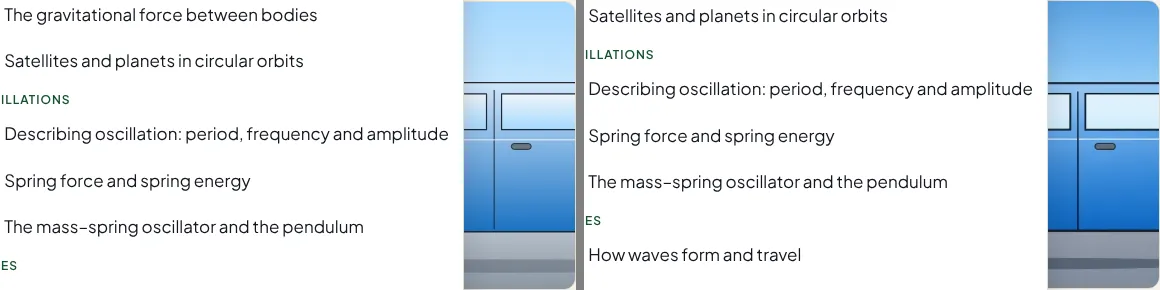 The gravitational force between bodies
Satellites and planets in circular orbits
ILLATIONS
Describing oscillation: period, frequency and amplitude
Spring force and spring energy
The mass–spring oscillator and the pendulum
ES
Satellites and planets in circular orbits
ILLATIONS
Describing oscillation: period, frequency and amplitude
Spring force and spring energy
The mass–spring oscillator and the pendulum
ES
How waves form and travel